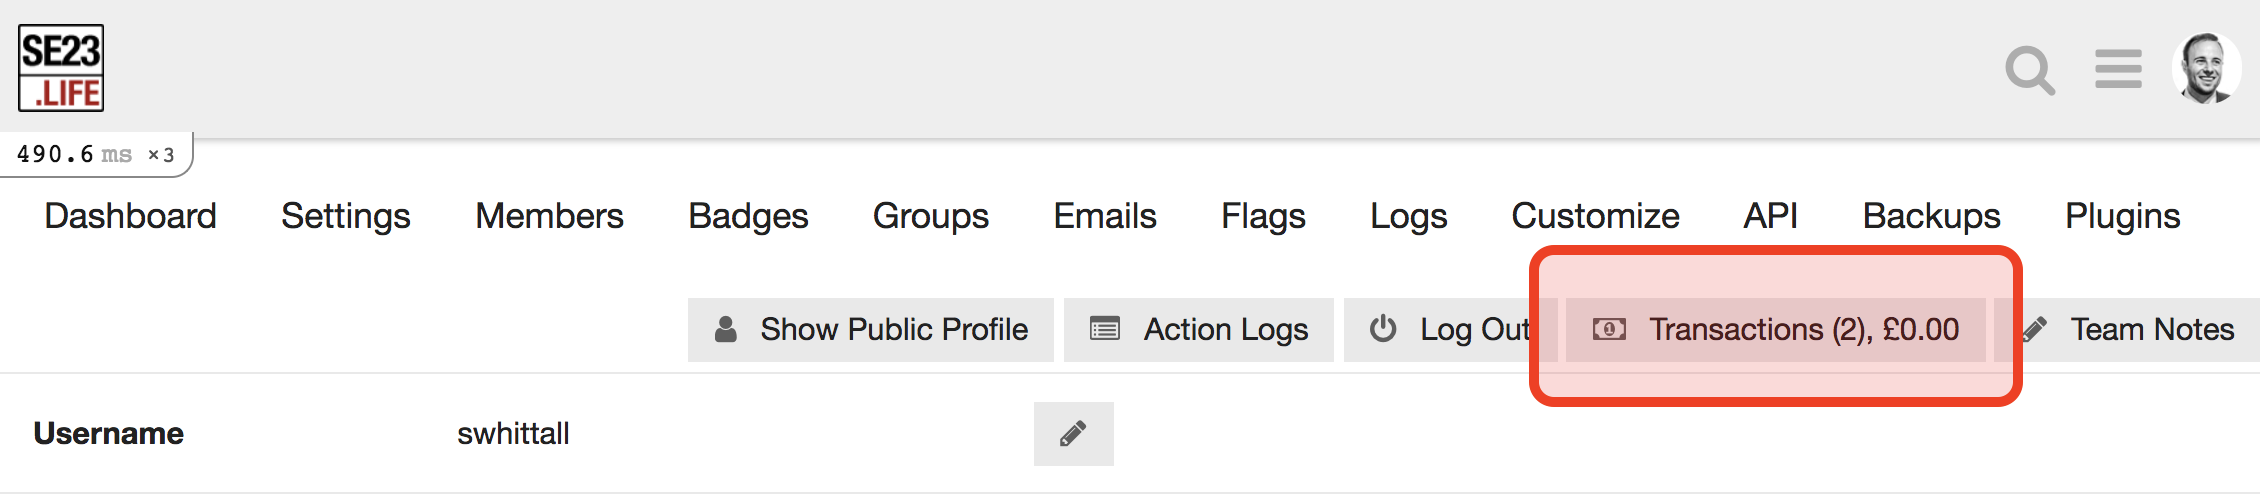 SE23
.LIFE
490.6 ms ×3
Dashboard Settings Members Badges Groups Emails Flags Logs Customize API Backups Plugins
Show Public Profile Action Logs Log Out Transactions (2), £0.00 Team Notes
Username swhittall